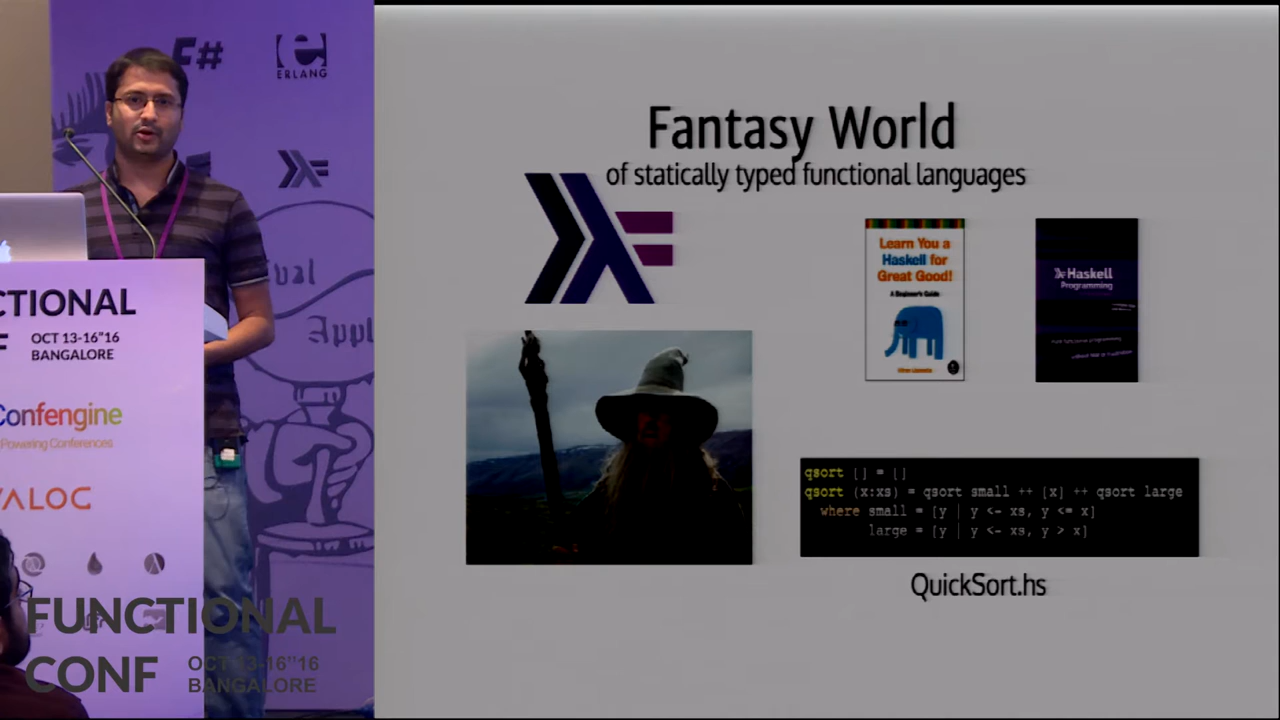 F#
ERLANG
ival
Appl
CTIONAL
F
OCT 13-16"16
BANGALORE
Confengine
Powering Conferences
VALOC
FUNCTIONAL
CONF
OCT 13-16"16
BANGALORE
Fantasy World
of statically typed functional languages
Learn You a
Haskell for
Great Good!
A Beginner's Guide
Haskell
Programming
qsort [] = []
qsort (x:xs) = qsort small ++ [x] ++ qsort large
where small = [y | y <- xs, y <= x]
large = [y | y <- xs, y > x]
QuickSort.hs